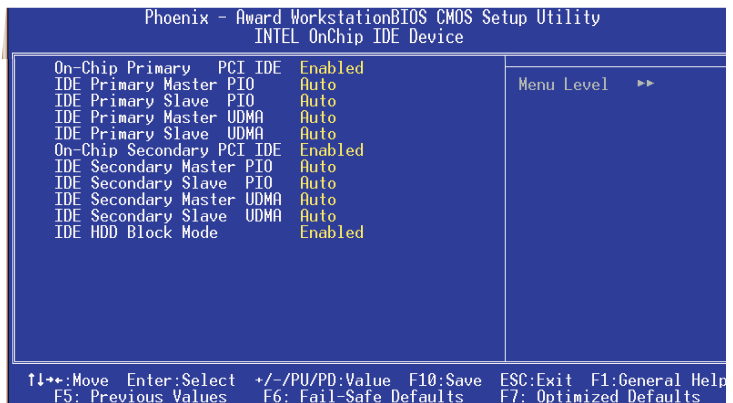 Phoenix - Award WorkstationBIOS CMOS Setup Utility
INTEL OnChip IDE Device
On-Chip Primary PCI IDE Enabled
IDE Primary Master PIO Auto
IDE Primary Slave PIO Auto
IDE Primary Master UDMA Auto
IDE Primary Slave UDMA Auto
On-Chip Secondary PCI IDE Enabled
IDE Secondary Master PIO Auto
IDE Secondary Slave PIO Auto
IDE Secondary Master UDMA Auto
IDE Secondary Slave UDMA Auto
IDE HDD Block Mode Enabled
Menu Level ►►
↑↓→←:Move Enter:Select +/-/PU/PD:Value F10:Save ESC:Exit F1:General Help
F5: Previous Values F6: Fail-Safe Defaults F7: Optimized Defaults